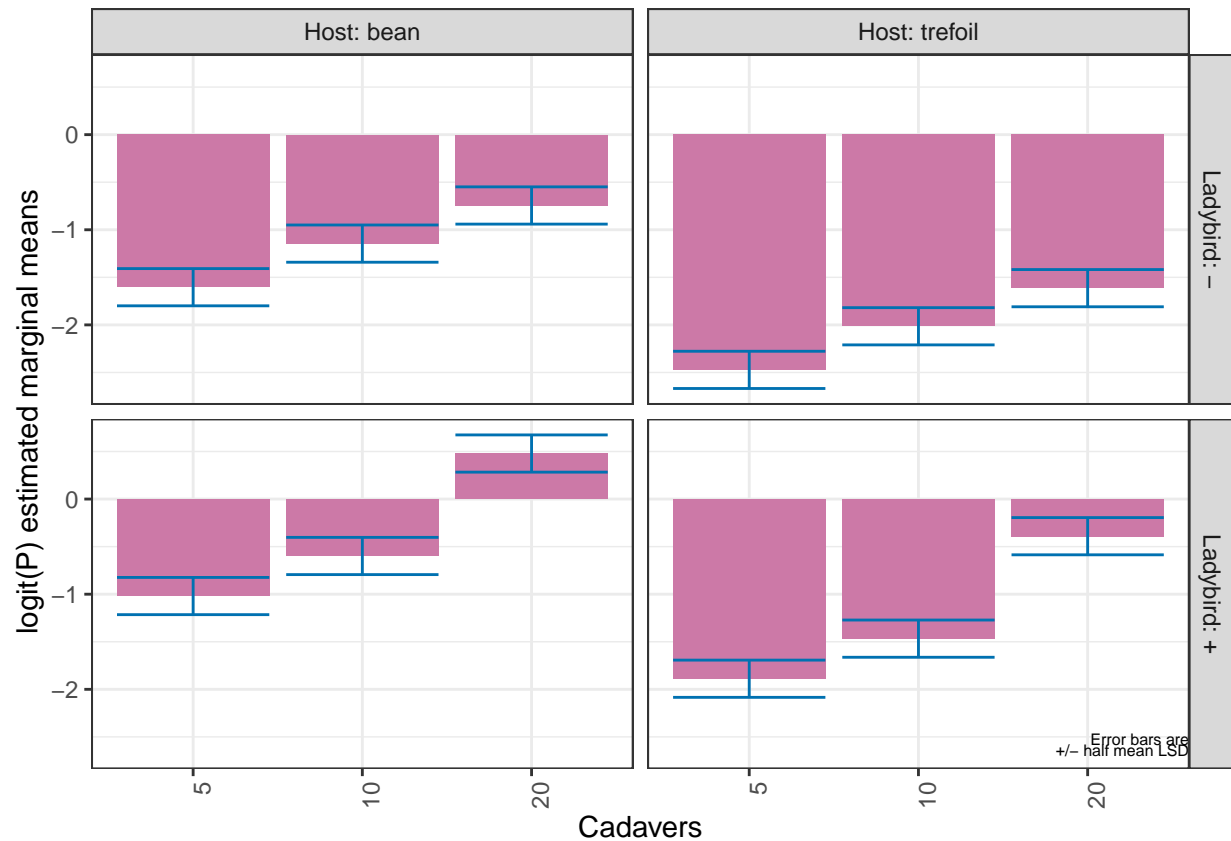 Host: bean
Host: trefoil
0
−1
−2
Ladybird: −
0
−1
−2
Ladybird: +
Error bars are
+/− half mean LSD
5
10
20
5
10
20
Cadavers
logit(P) estimated marginal means